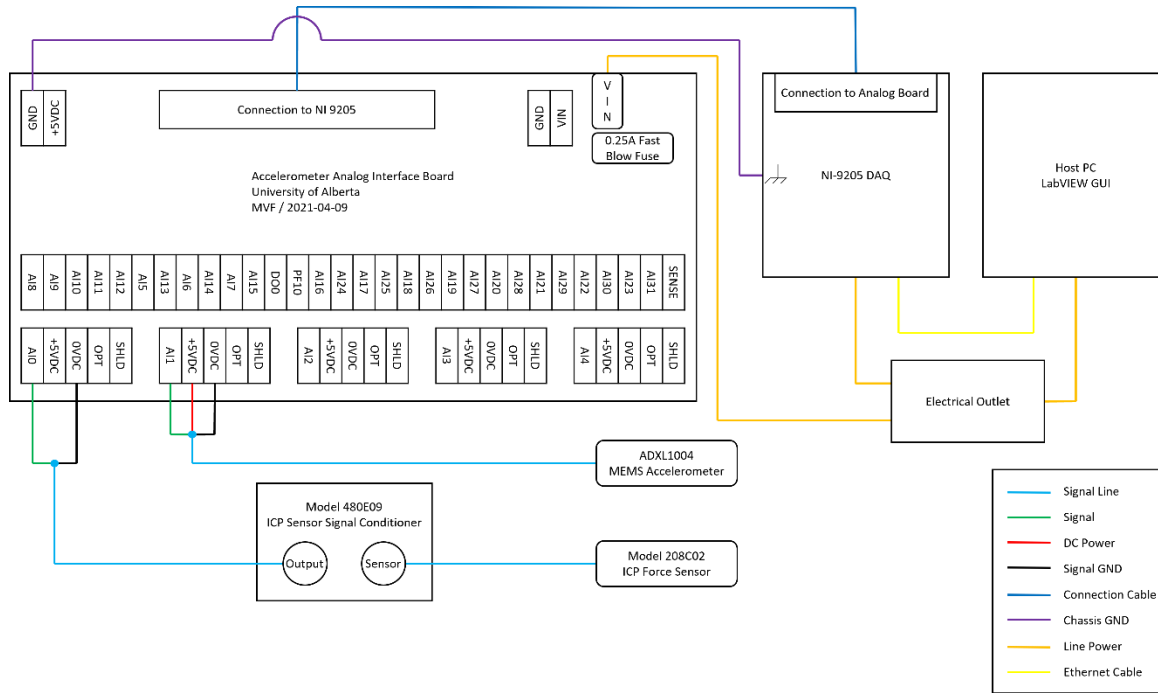 GND
+5VDC
Connection to NI 9205
GND
VIN
V
I
N
0.25A Fast
Blow Fuse
Accelerometer Analog Interface Board
University of Alberta
MVF / 2021-04-09
Connection to Analog Board
NI-9205 DAQ
Host PC
LabVIEW GUI
AI8
AI9
AI10
AI11
AI12
AI5
AI13
AI6
AI14
AI7
AI15
DO0
PF10
AI16
AI24
AI17
AI25
AI18
AI26
AI19
AI27
AI20
AI28
AI21
AI29
AI22
AI30
AI23
AI31
SENSE
AI0
+5VDC
0VDC
OPT
SHLD
AI1
+5VDC
0VDC
OPT
SHLD
AI2
+5VDC
0VDC
OPT
SHLD
AI3
+5VDC
0VDC
OPT
SHLD
AI4
+5VDC
0VDC
OPT
SHLD
Electrical Outlet
ADXL1004
MEMS Accelerometer
Model 480E09
ICP Sensor Signal Conditioner
Output
Sensor
Model 208C02
ICP Force Sensor
Signal Line
Signal
DC Power
Signal GND
Connection Cable
Chassis GND
Line Power
Ethernet Cable